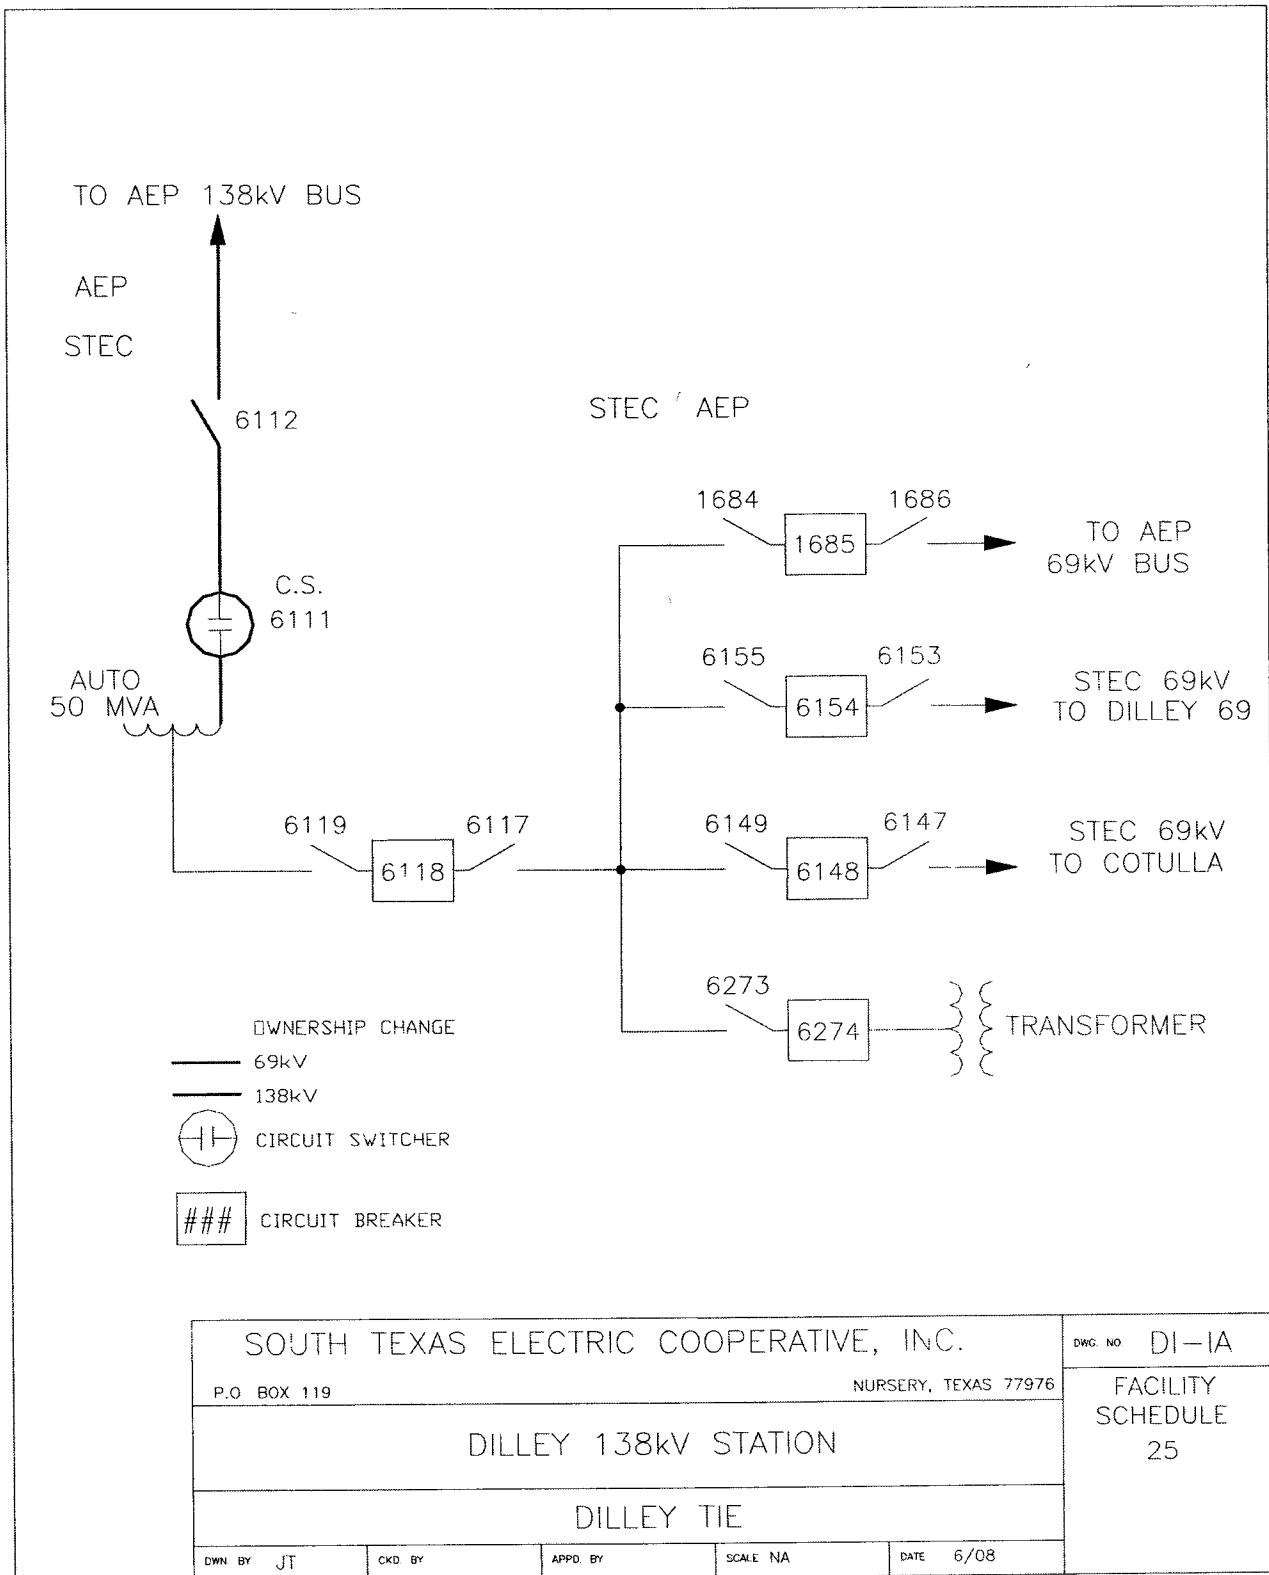 TO AEP 138kV BUS
AEP
STEC
6112
STEC AEP
1684
1686
1685
TO AEP
69kV BUS
C.S.
6111
6155
6153
6154
STEC 69kV
TO DILLEY 69
AUTO
50 MVA
6119
6117
6118
6149
6147
6148
STEC 69kV
TO COTULLA
6273
6274
TRANSFORMER
OWNERSHIP CHANGE
69kV
138kV
CIRCUIT SWITCHER
### CIRCUIT BREAKER
SOUTH TEXAS ELECTRIC COOPERATIVE, INC.
P.O BOX 119
NURSERY, TEXAS 77976
DWG. NO. DI-1A
FACILITY
SCHEDULE
25
DILLEY 138kV STATION
DILLEY TIE
DWN BY JT
CKD. BY
APPD. BY
SCALE NA
DATE 6/08